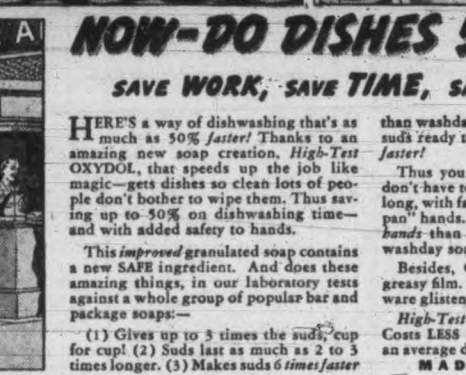 A
NOW-DO DISHES
SAVE WORK, SAVE TIME,
HERE'S a way of dishwashing that's as
much as 50% faster! Thanks to an
amazing new soap creation, High-Test
OXYDOL, that speeds up the job like
magic—gets dishes so clean lots of peo-
ple don't bother to wipe them. Thus sav-
ing up to 50% on dishwashing time—
and with added safety to hands.
This improved granulated soap contains
a new SAFE ingredient. And does these
amazing things, in our laboratory tests
against a whole group of popular bar and
package soaps:—
(1) Gives up to 3 times the suds, cup
for cup! (2) Suds last as much as 2 to 3
times longer. (3) Makes suds 6 times faster
than washda
suds ready t
faster!
Thus you
don't have to
long, with fa
pan" hands.
hands than
washday so
Besides,
greasy film.
ware glisten
High-Test
Costs LESS
an average d
MAD